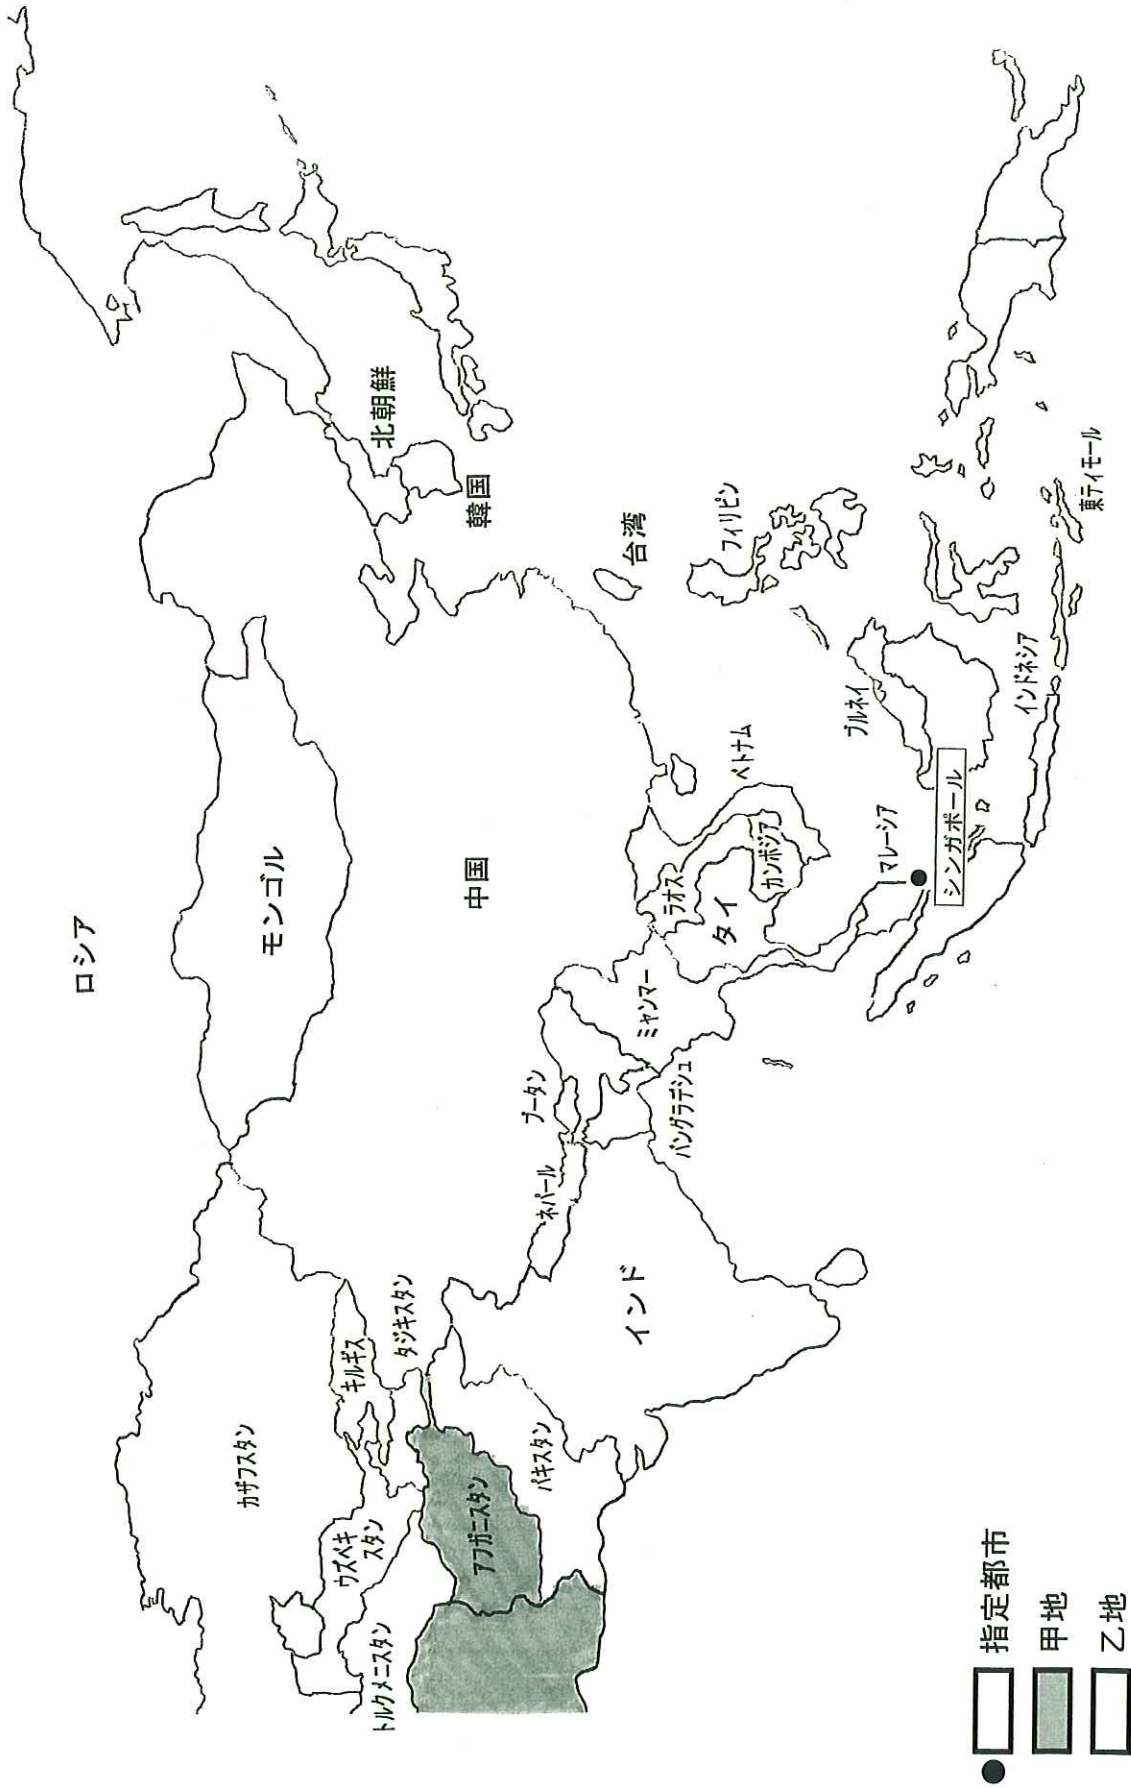 ロシア
モンゴル
中国
北朝鮮
韓国
台湾
フィリピン
カザフスタン
キルギス
タジキスタン
ウズベキ
スタン
トルクメニスタン
アフガニスタン
パキスタン
インド
ネパール
ブータン
バングラデシュ
ミャンマー
ラオス
タイ
カンボジア
ベトナム
マレーシア
シンガポール
ブルネイ
インドネシア
東ティモール
指定都市
甲地
乙地